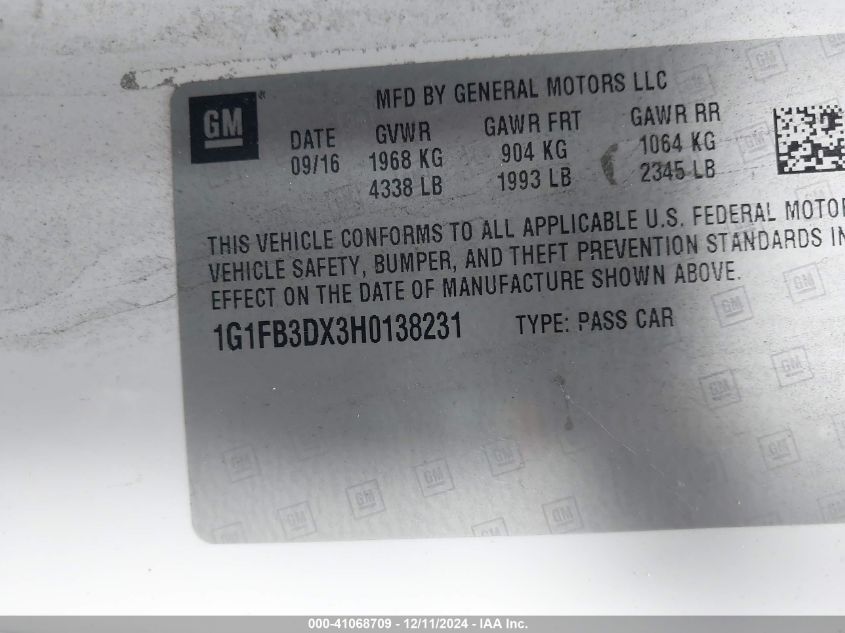 MFD BY GENERAL MOTORS LLC
GM
DATE GVWR GAWR FRT GAWR RR
09/16 1968 KG 904 KG 1064 KG
4338 LB 1993 LB 2345 LB
THIS VEHICLE CONFORMS TO ALL APPLICABLE U.S. FEDERAL MOTOR
VEHICLE SAFETY, BUMPER, AND THEFT PREVENTION STANDARDS IN
EFFECT ON THE DATE OF MANUFACTURE SHOWN ABOVE.
1G1FB3DX3H0138231 TYPE: PASS CAR
000-41068709 - 12/11/2024 - IAA Inc.